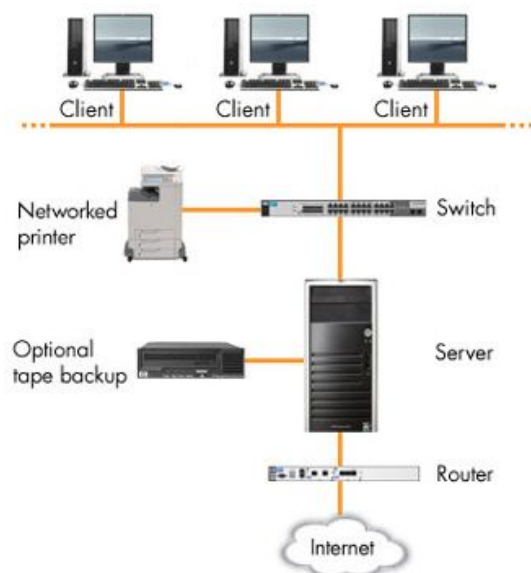 Client Client Client
Networked
printer
Switch
Optional
tape backup
Server
Router
Internet